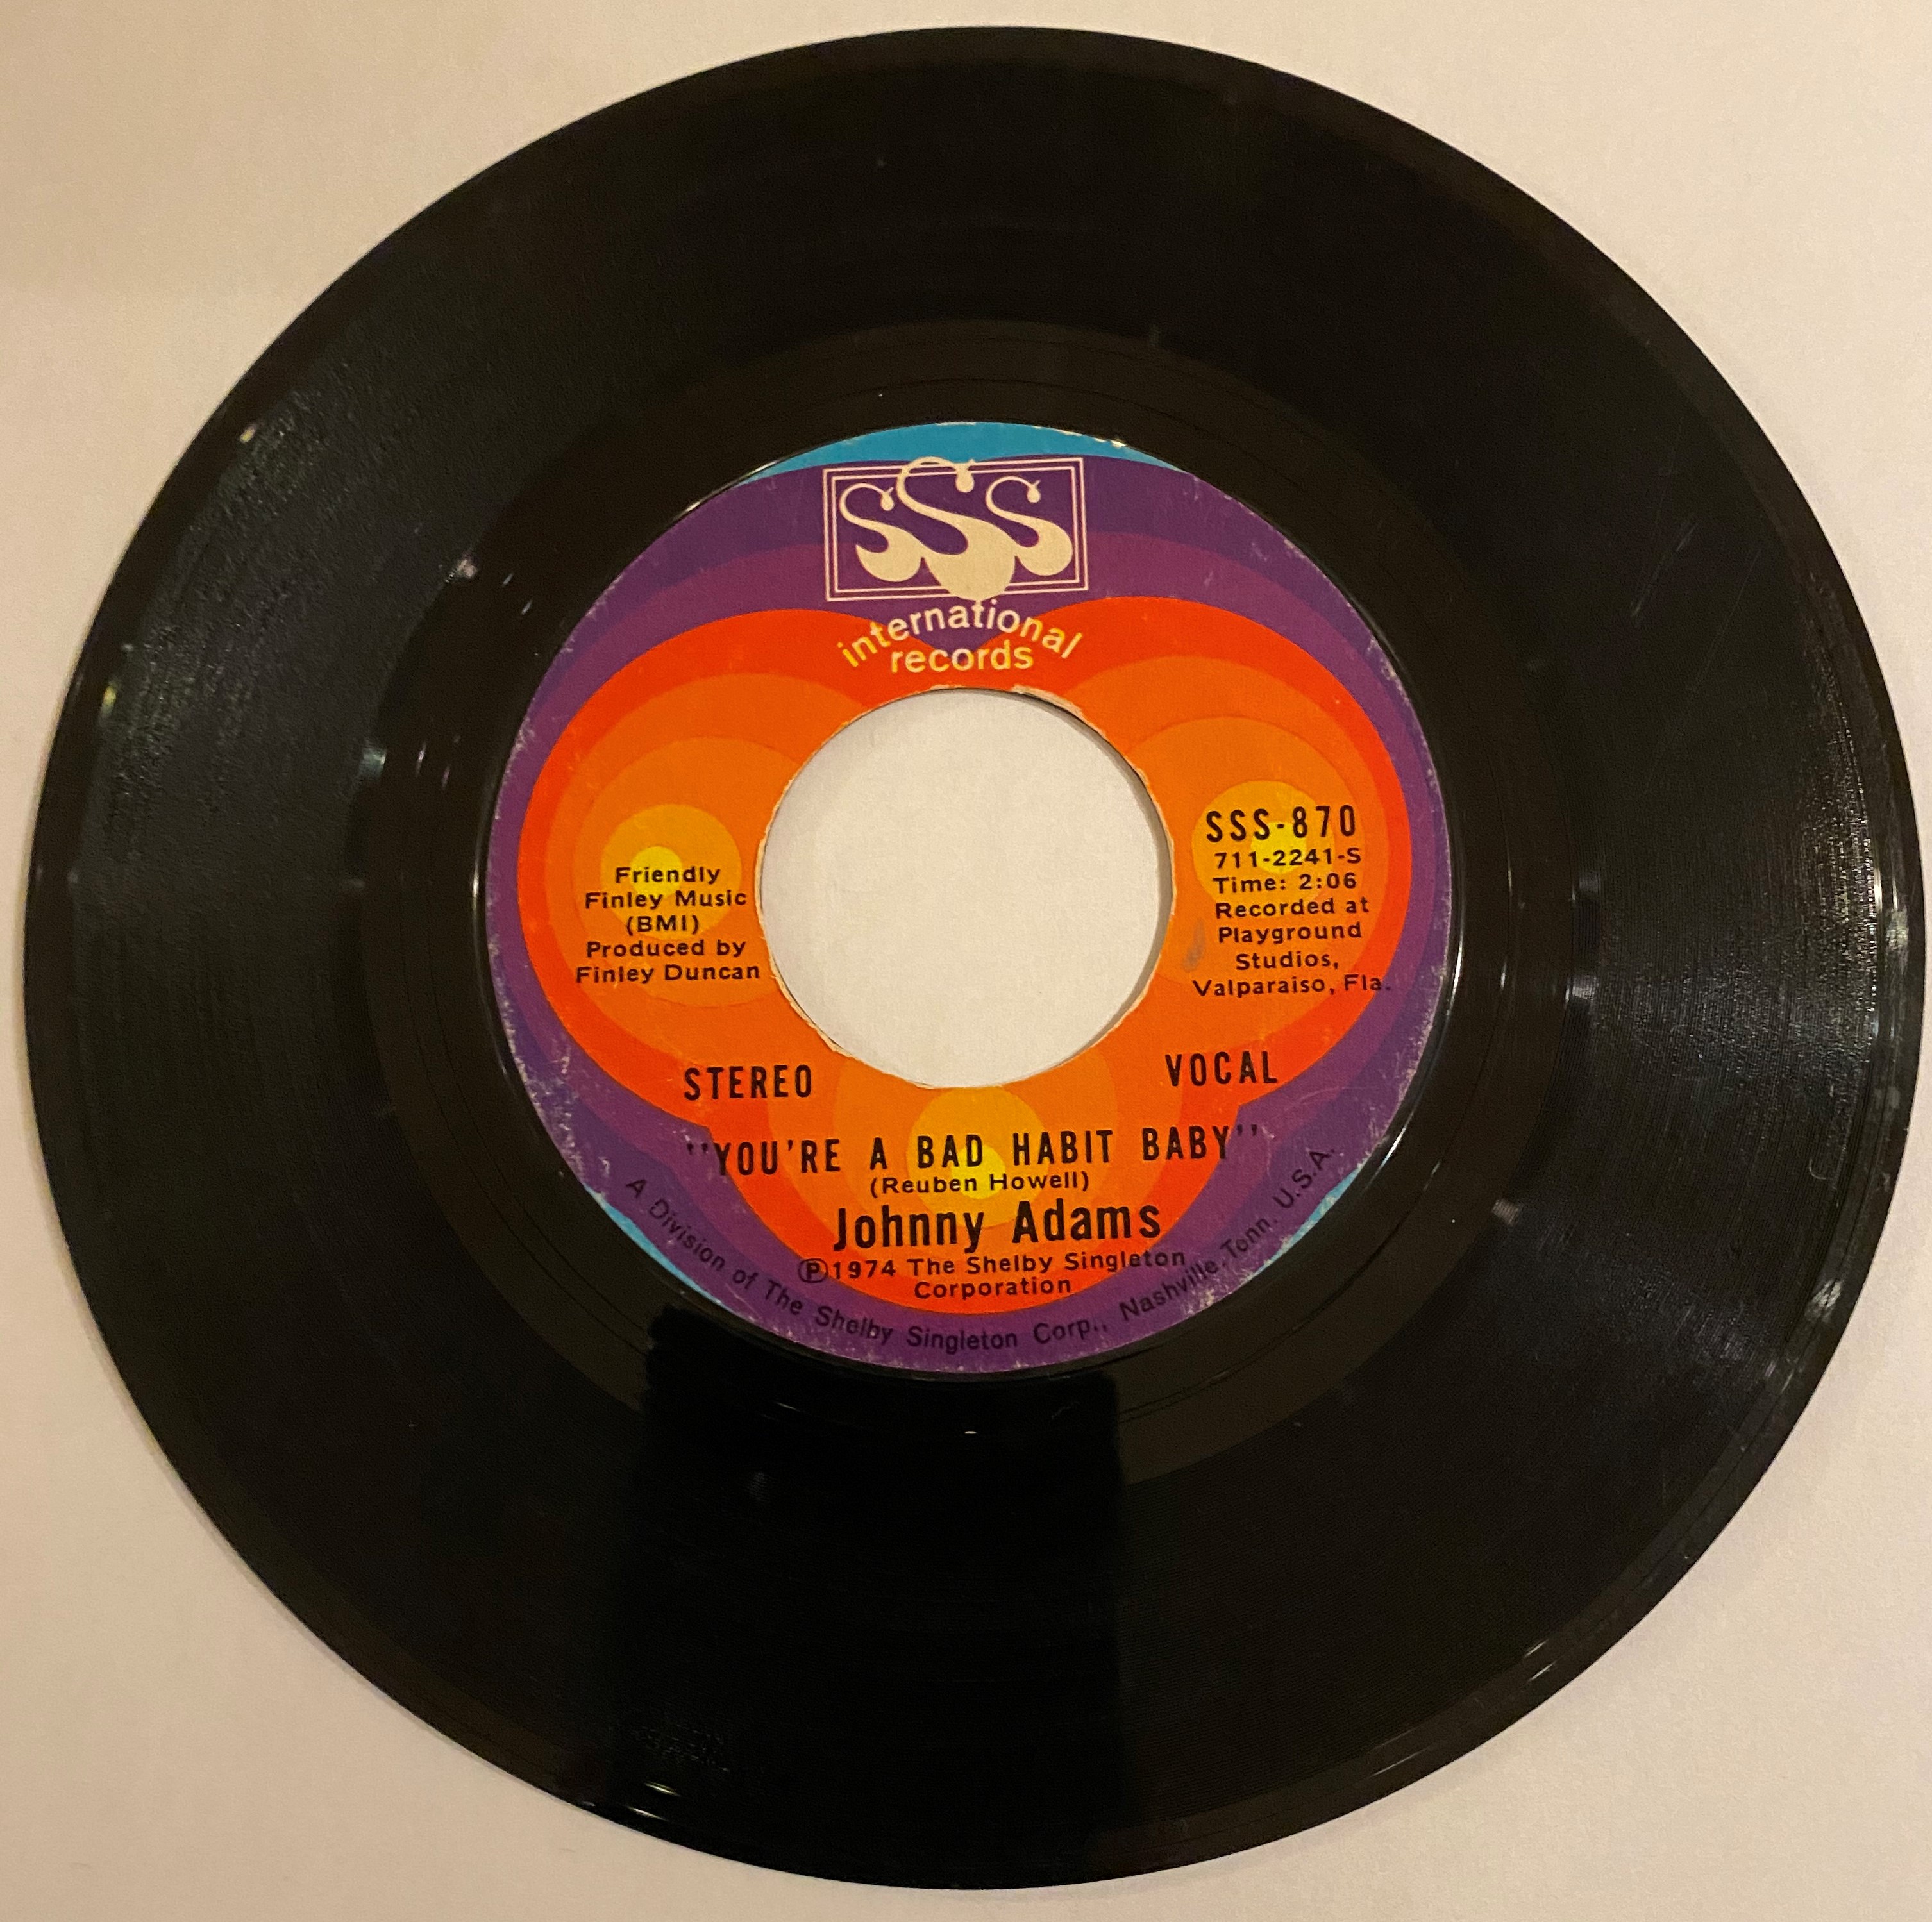 SSS
international
records
Friendly
Finley Music
(BMI)
Produced by
Finley Duncan
SSS-870
711-2241-S
Time: 2:06
Recorded at
Playground
Studios,
Valparaiso, Fla.
STEREO
VOCAL
"YOU'RE A BAD HABIT BABY"
(Reuben Howell)
Johnny Adams
Ⓟ1974 The Shelby Singleton
Corporation
A Division of The Shelby Singleton Corp., Nashville, Tenn. U.S.A.